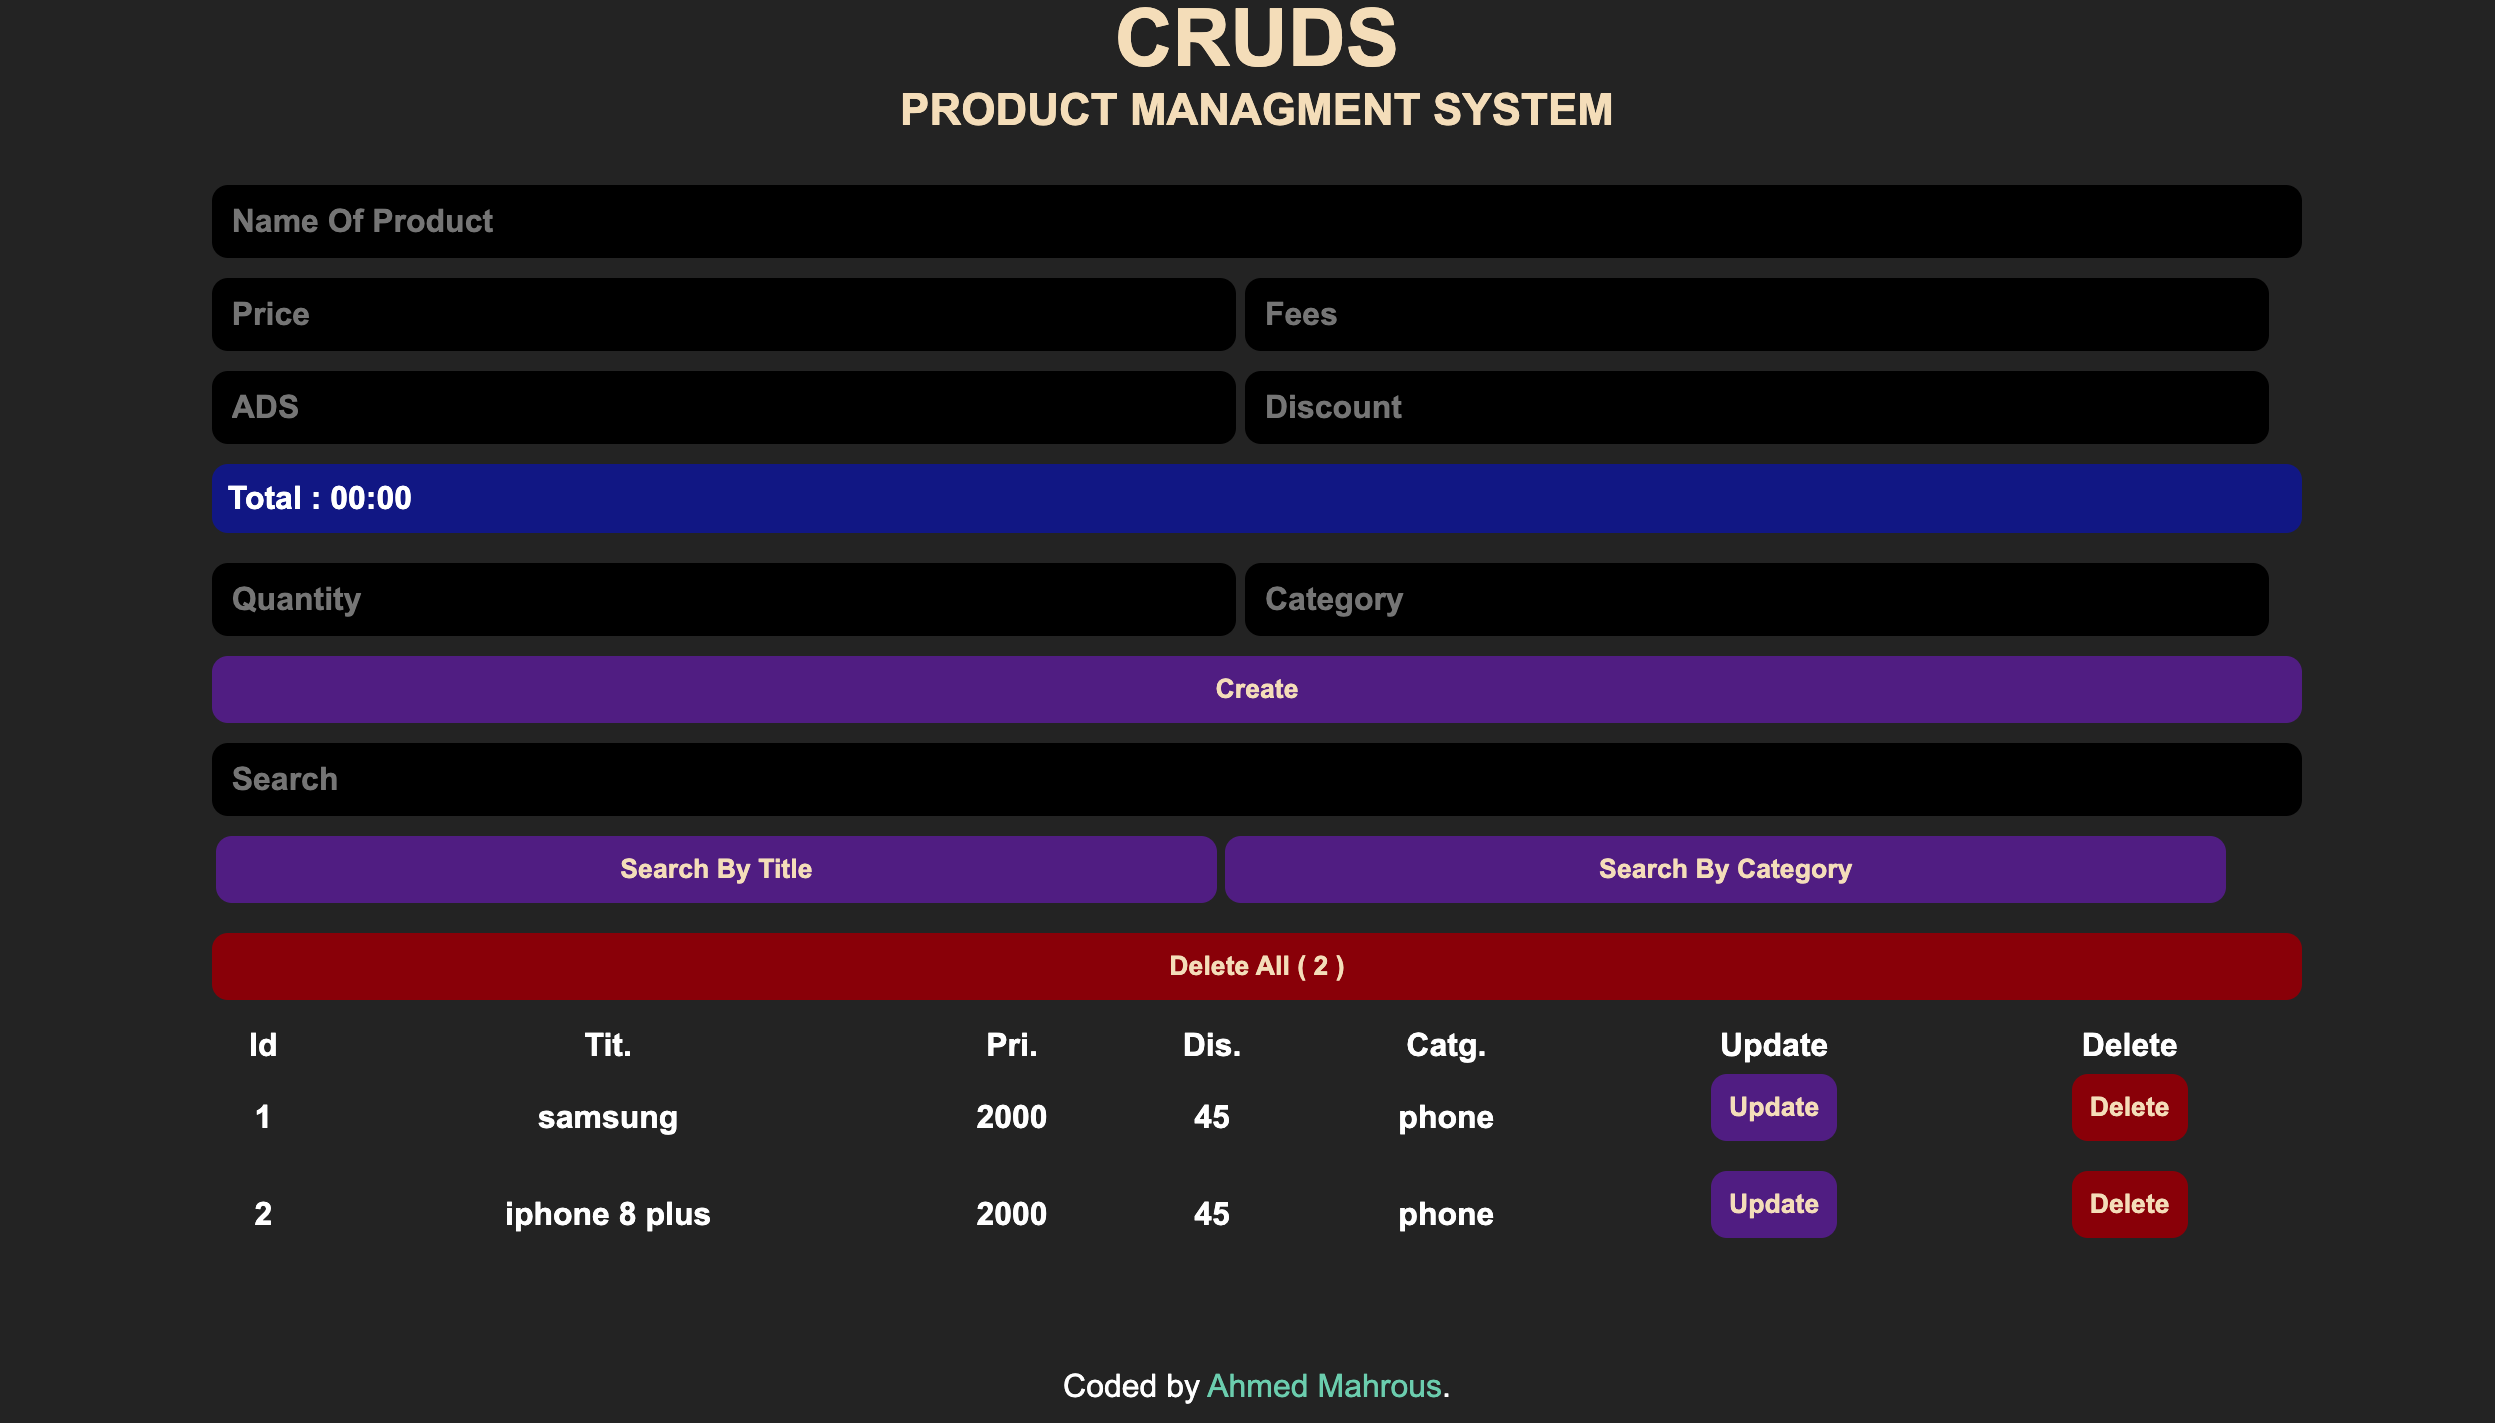 CRUDS
PRODUCT MANAGMENT SYSTEM
Name Of Product
Price Fees
ADS Discount
Total : 00:00
Quantity Category
Create
Search
Search By Title Search By Category
Delete All ( 2 )
Id Tit. Pri. Dis. Catg. Update Delete
1 samsung 2000 45 phone Update Delete
2 iphone 8 plus 2000 45 phone Update Delete
Coded by Ahmed Mahrous.